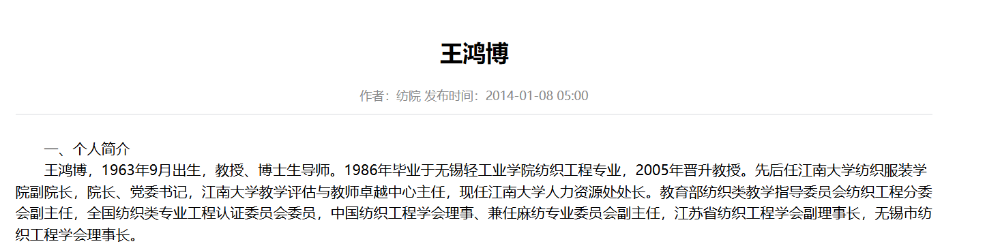 王鸿博
作者：纺院 发布时间：2014-01-08 05:00
一、个人简介
王鸿博，1963年9月出生，教授、博士生导师。1986年毕业于无锡轻工业学院纺织工程专业，2005年晋升教授。先后任江南大学纺织服装学
院副院长，院长、党委书记，江南大学教学评估与教师卓越中心主任，现任江南大学人力资源处处长。教育部纺织类教学指导委员会纺织工程分委
会副主任，全国纺织类专业工程认证委员会委员，中国纺织工程学会理事、兼任麻纺专业委员会副主任，江苏省纺织工程学会副理事长，无锡市纺
织工程学会理事长。